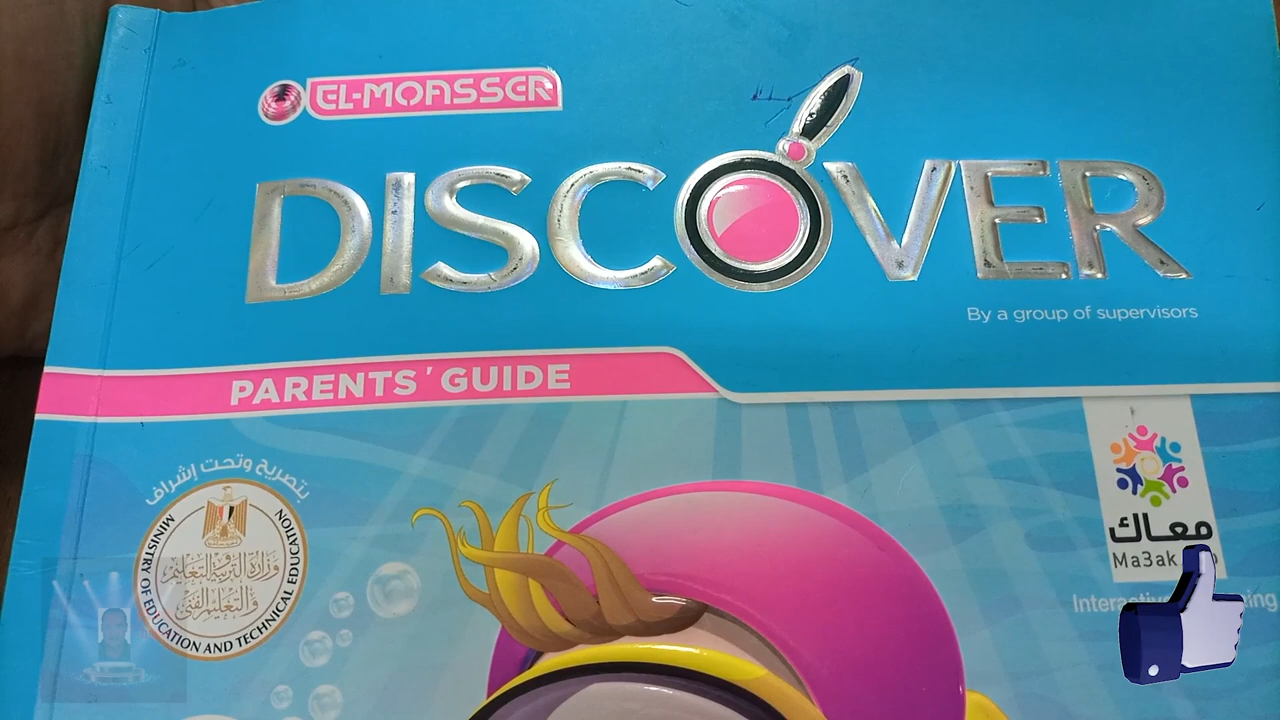 EL-MOASSER
DISCOVER
By a group of supervisors
PARENTS' GUIDE
بتصريح وتحت إشراف
MINISTRY OF EDUCATION AND TECHNICAL EDUCATION
وزارة التربية والتعليم
والتعليم الفني
معاك
Ma3ak